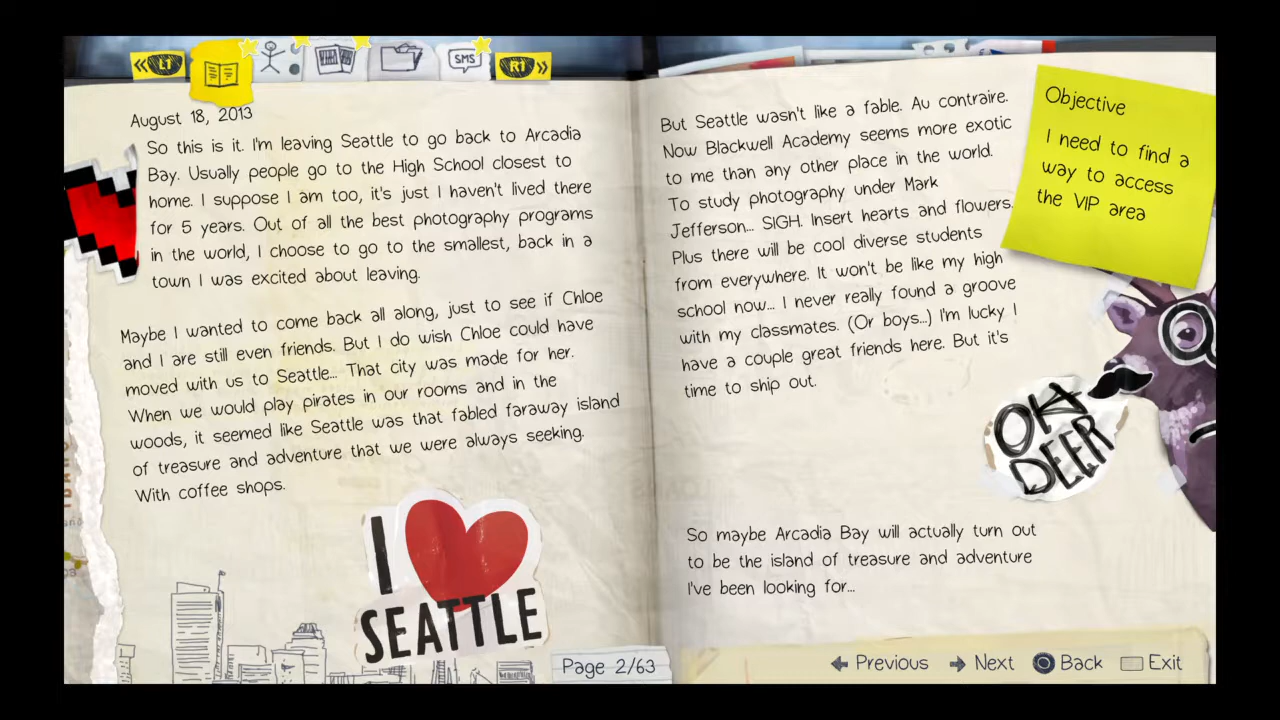 L1
SMS
R1
August 18, 2013
So this is it. I'm leaving Seattle to go back to Arcadia
Bay. Usually people go to the High School closest to
home. I suppose I am too, it's just I haven't lived there
for 5 years. Out of all the best photography programs
in the world, I choose to go to the smallest, back in a
town I was excited about leaving.
Maybe I wanted to come back all along, just to see if Chloe
and I are still even friends. But I do wish Chloe could have
moved with us to Seattle... That city was made for her.
When we would play pirates in our rooms and in the
woods, it seemed like Seattle was that fabled faraway island
of treasure and adventure that we were always seeking.
With coffee shops.
I
SEATTLE
Page 2/63
But Seattle wasn't like a fable. Au contraire.
Now Blackwell Academy seems more exotic
to me than any other place in the world.
To study photography under Mark
Jefferson... SIGH. Insert hearts and flowers.
Plus there will be cool diverse students
from everywhere. It won't be like my high
school now... I never really found a groove
with my classmates. (Or boys...) I'm lucky I
have a couple great friends here. But it's
time to ship out.
Objective
I need to find a
way to access
the VIP area
OH
DEER
So maybe Arcadia Bay will actually turn out
to be the island of treasure and adventure
I've been looking for...
Previous
Next
Back
Exit